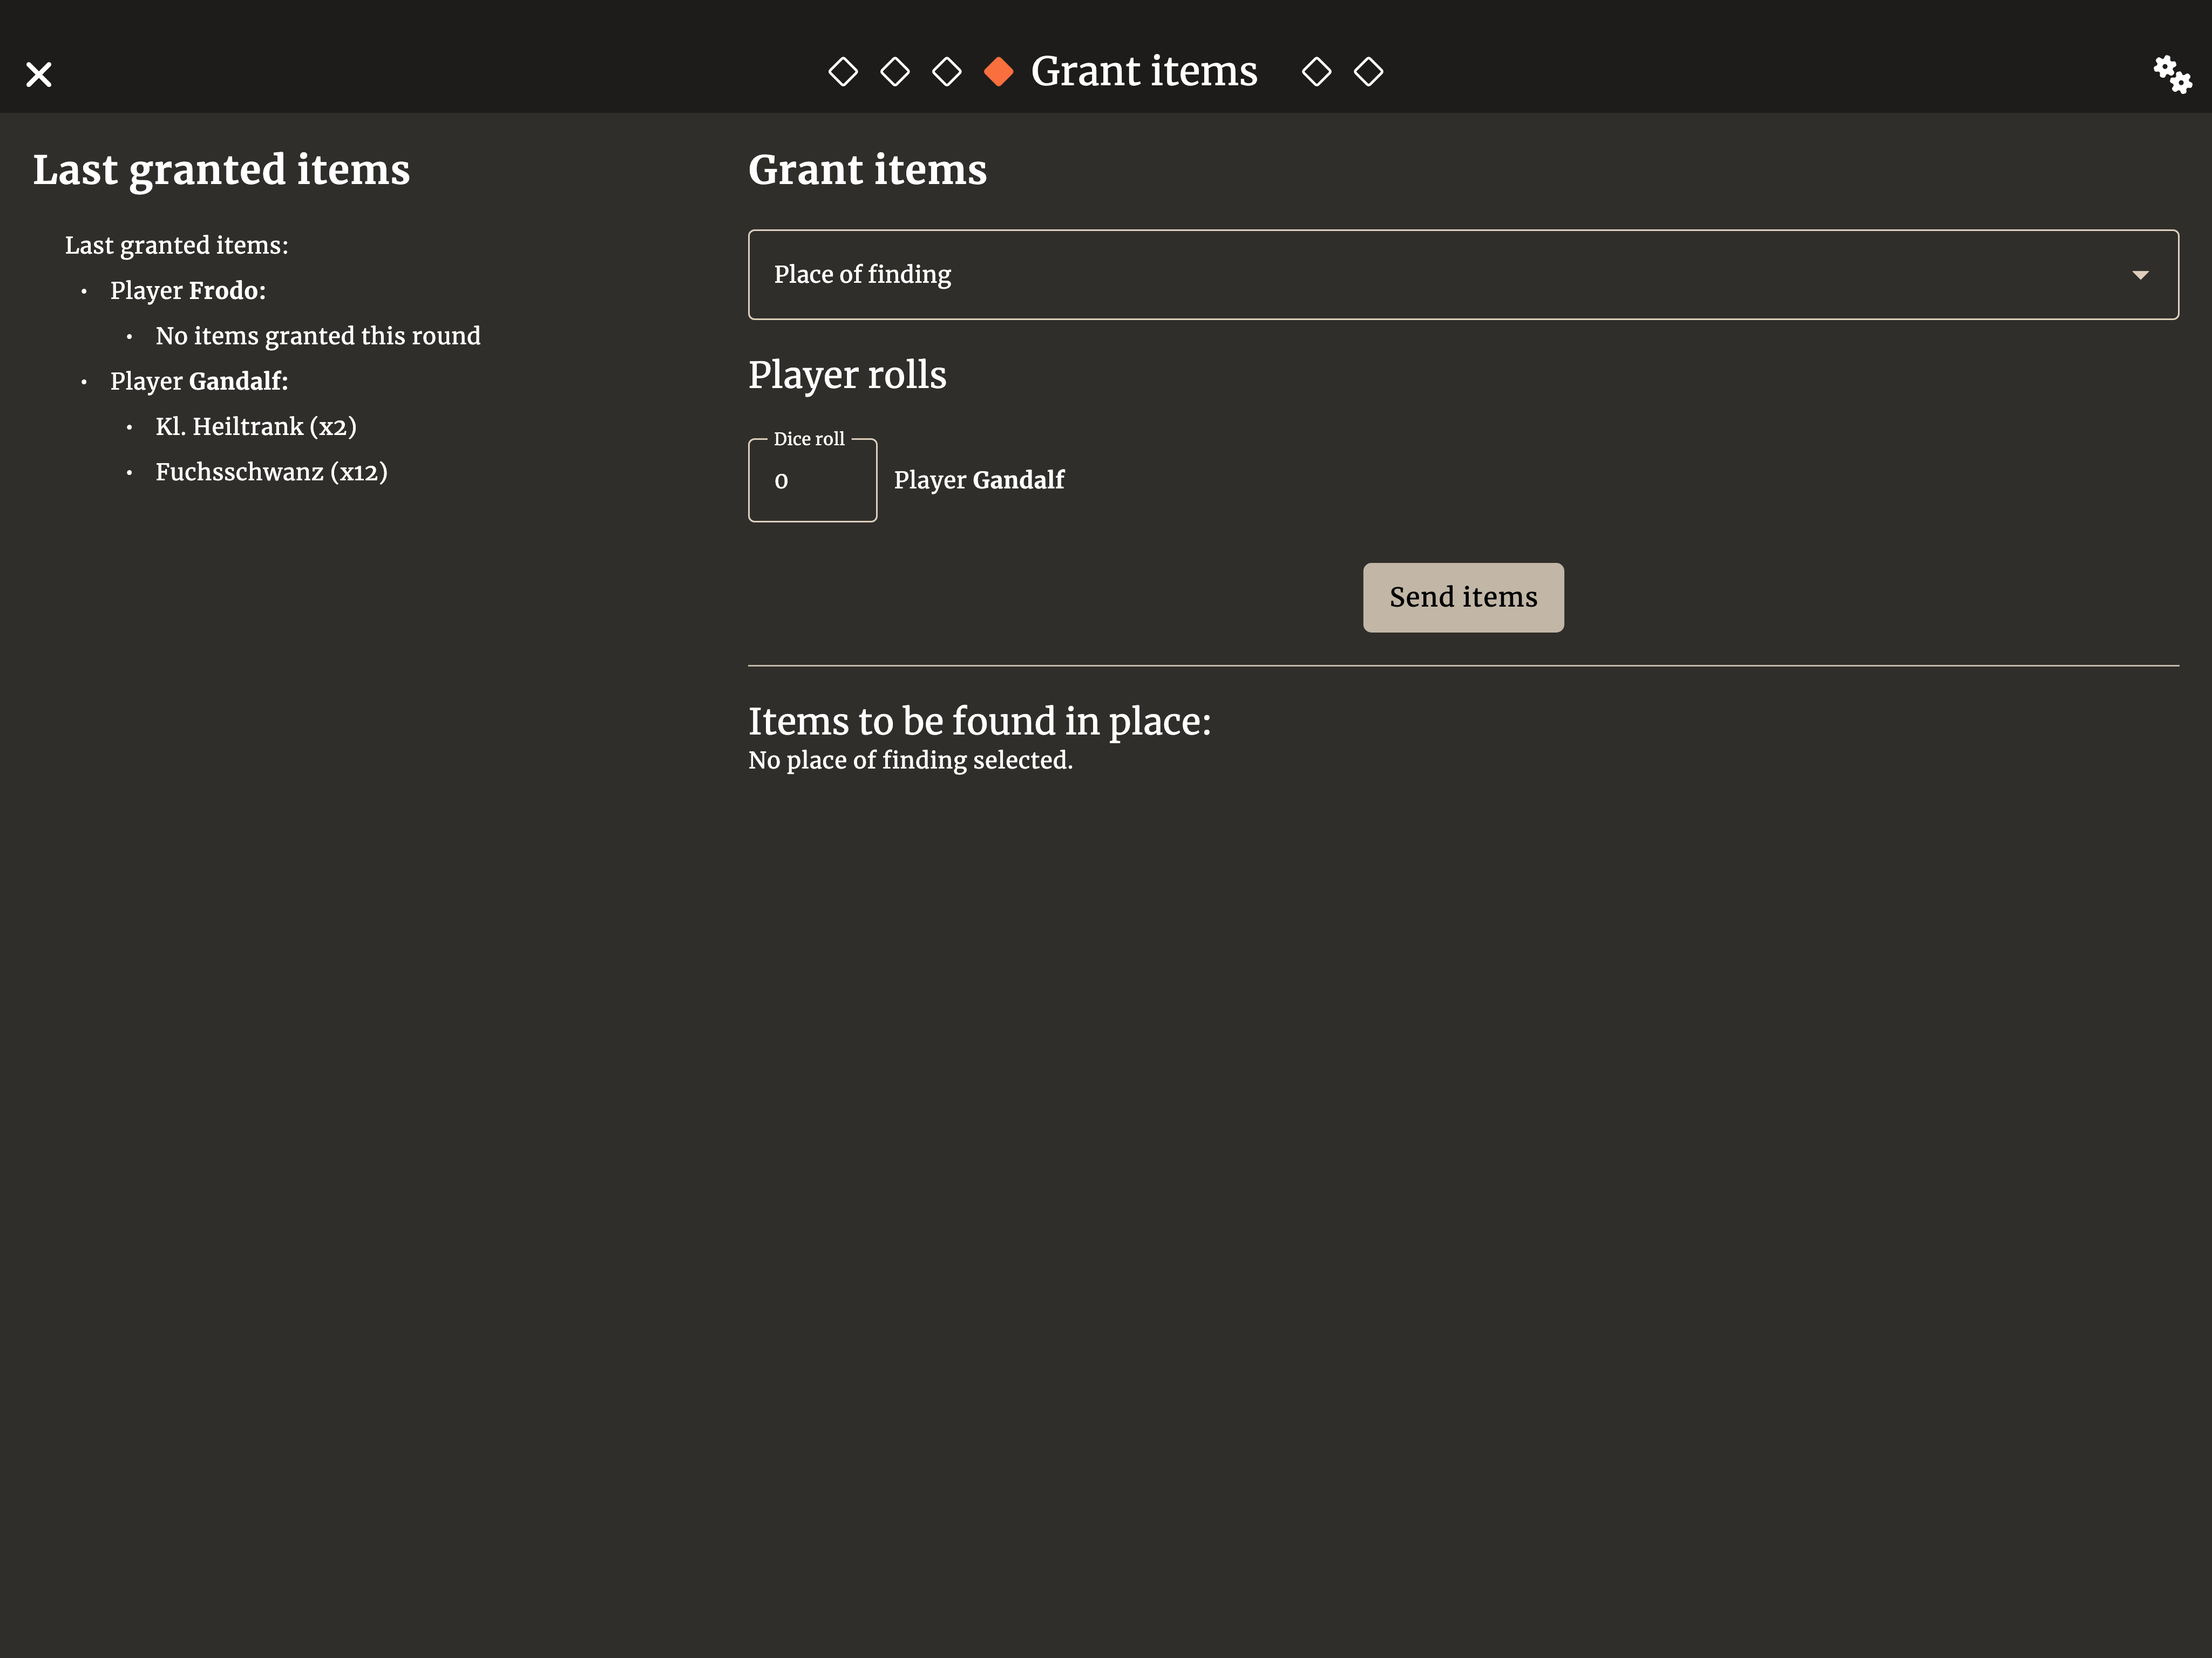 Grant items
Last granted items
Last granted items:
Player Frodo:
No items granted this round
Player Gandalf:
Kl. Heiltrank (x2)
Fuchsschwanz (x12)
Grant items
Place of finding
Player rolls
Dice roll
0
Player Gandalf
Send items
Items to be found in place:
No place of finding selected.